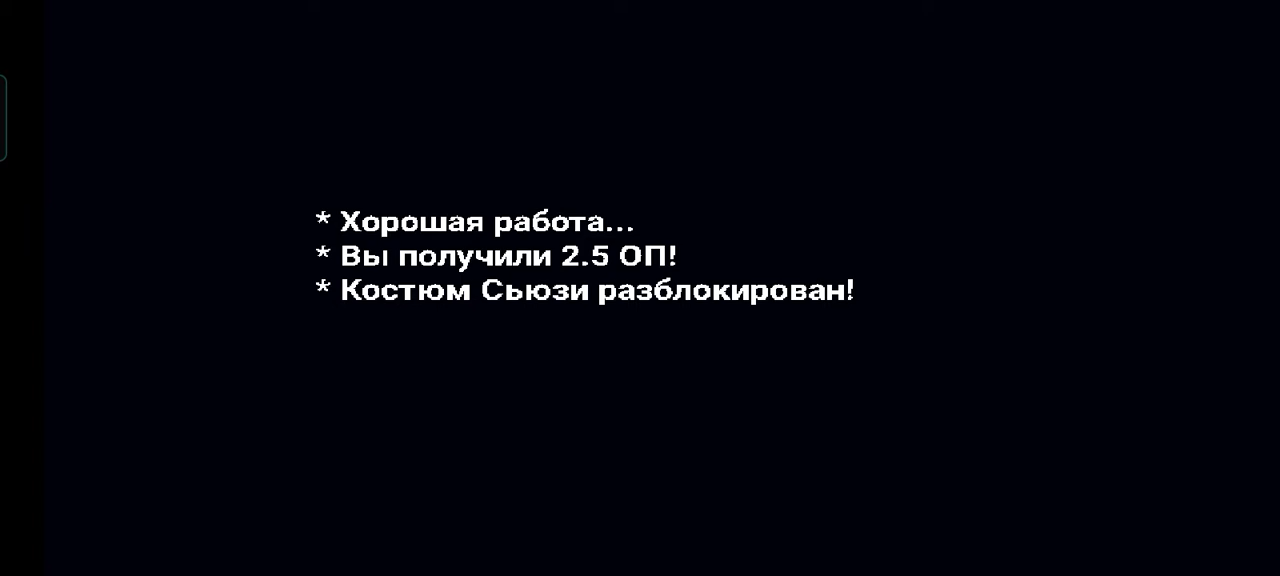 * Хорошая работа...
* Вы получили 2.5 ОП!
* Костюм Сьюзи разблокирован!